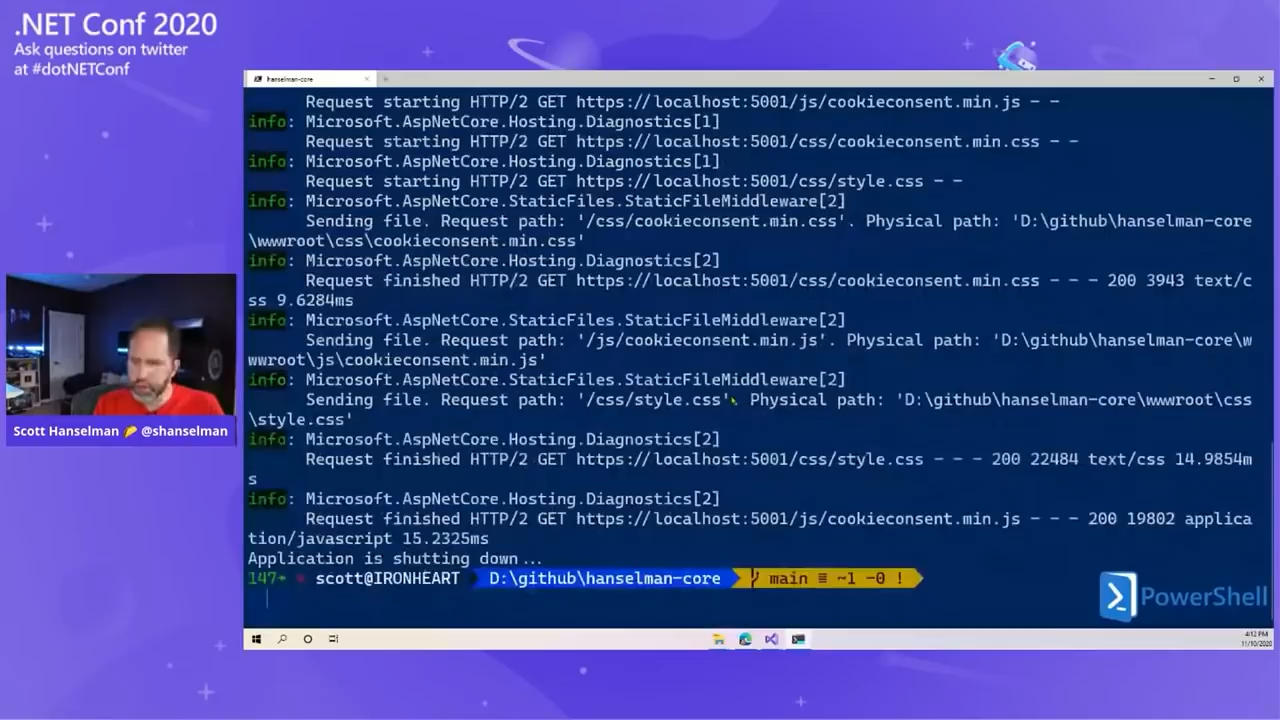 .NET Conf 2020
Ask questions on twitter
at #dotNETConf
hanselman-core
Request starting HTTP/2 GET https://localhost:5001/js/cookieconsent.min.js - -
info: Microsoft.AspNetCore.Hosting.Diagnostics[1]
Request starting HTTP/2 GET https://localhost:5001/css/cookieconsent.min.css - -
info: Microsoft.AspNetCore.Hosting.Diagnostics[1]
Request starting HTTP/2 GET https://localhost:5001/css/style.css - -
info: Microsoft.AspNetCore.StaticFiles.StaticFileMiddleware[2]
Sending file. Request path: '/css/cookieconsent.min.css'. Physical path: 'D:\github\hanselman-core
\wwwroot\css\cookieconsent.min.css'
info: Microsoft.AspNetCore.Hosting.Diagnostics[2]
Request finished HTTP/2 GET https://localhost:5001/css/cookieconsent.min.css - - - 200 3943 text/c
ss 9.6284ms
info: Microsoft.AspNetCore.StaticFiles.StaticFileMiddleware[2]
Sending file. Request path: '/js/cookieconsent.min.js'. Physical path: 'D:\github\hanselman-core\w
wwroot\js\cookieconsent.min.js'
info: Microsoft.AspNetCore.StaticFiles.StaticFileMiddleware[2]
Sending file. Request path: '/css/style.css'. Physical path: 'D:\github\hanselman-core\wwwroot\css
\style.css'
info: Microsoft.AspNetCore.Hosting.Diagnostics[2]
Request finished HTTP/2 GET https://localhost:5001/css/style.css - - - 200 22484 text/css 14.9854m
s
info: Microsoft.AspNetCore.Hosting.Diagnostics[2]
Request finished HTTP/2 GET https://localhost:5001/js/cookieconsent.min.js - - - 200 19802 applica
tion/javascript 15.2325ms
Application is shutting down...
147 scott@IRONHEART D:\github\hanselman-core main ≡ ~1 -0 !
Scott Hanselman 🌮 @shanselman
PowerShell
4:12 PM
11/10/2020